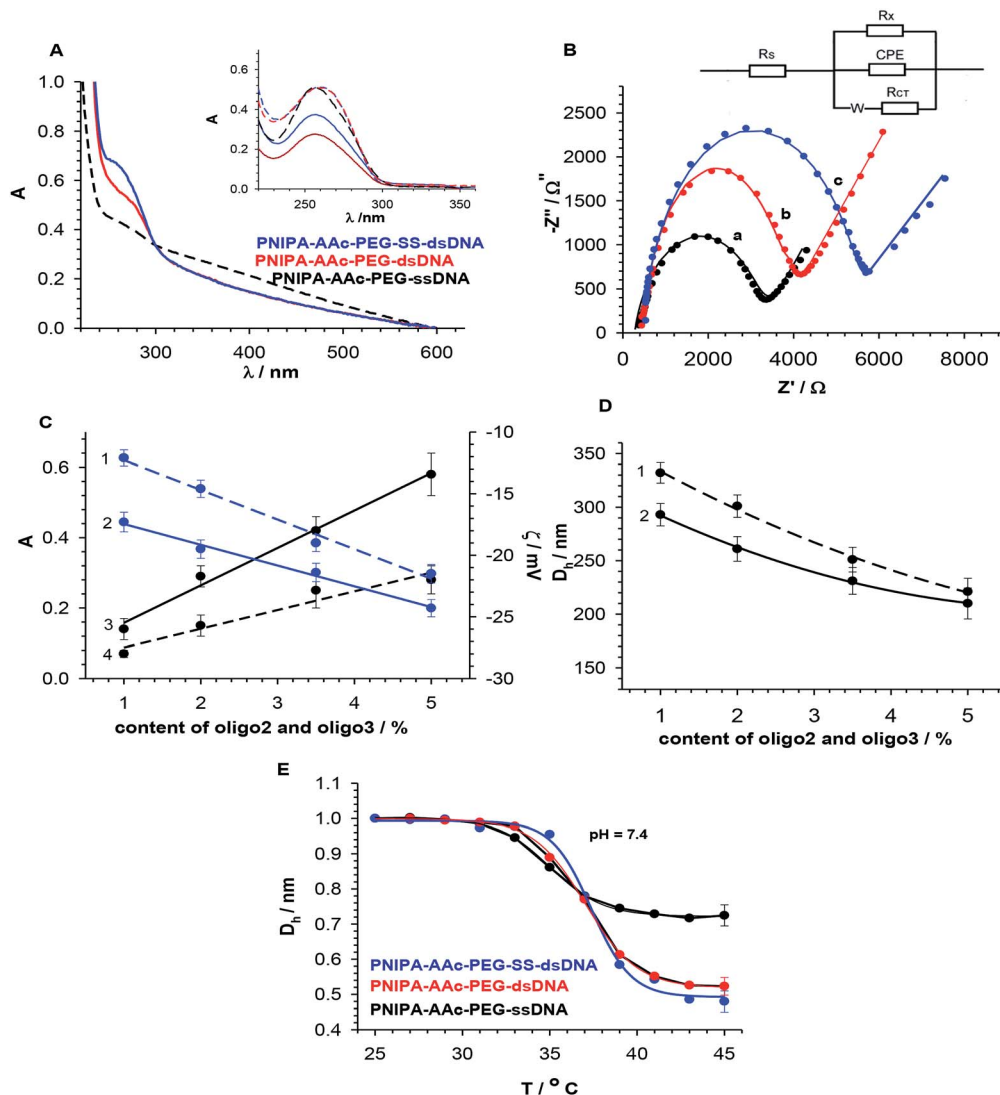 A
A
1.0
0.8
0.6
0.4
0.2
0.0
300
400
500
600
λ / nm
A
0.6
0.4
0.2
0.0
250
300
350
λ /nm
PNIPA-AAc-PEG-SS-dsDNA
PNIPA-AAc-PEG-dsDNA
PNIPA-AAc-PEG-ssDNA
B
Rx
Rs
CPE
W
RCT
-Z'' / Ω''
2500
2000
1500
1000
500
0
a
b
c
0
2000
4000
6000
8000
Z' / Ω
C
A
0.6
0.4
0.2
0.0
1
2
3
4
-10
-15
-20
-25
-30
ζ / mV
1
2
3
4
5
content of oligo2 and oligo3 / %
D
Dh / nm
350
330
290
250
210
170
130
1
2
1
2
3
4
5
content of oligo2 and oligo3 / %
E
Dh / nm
1.1
1.0
0.9
0.8
0.7
0.6
0.5
0.4
pH = 7.4
PNIPA-AAc-PEG-SS-dsDNA
PNIPA-AAc-PEG-dsDNA
PNIPA-AAc-PEG-ssDNA
25
30
35
40
45
T / ° C